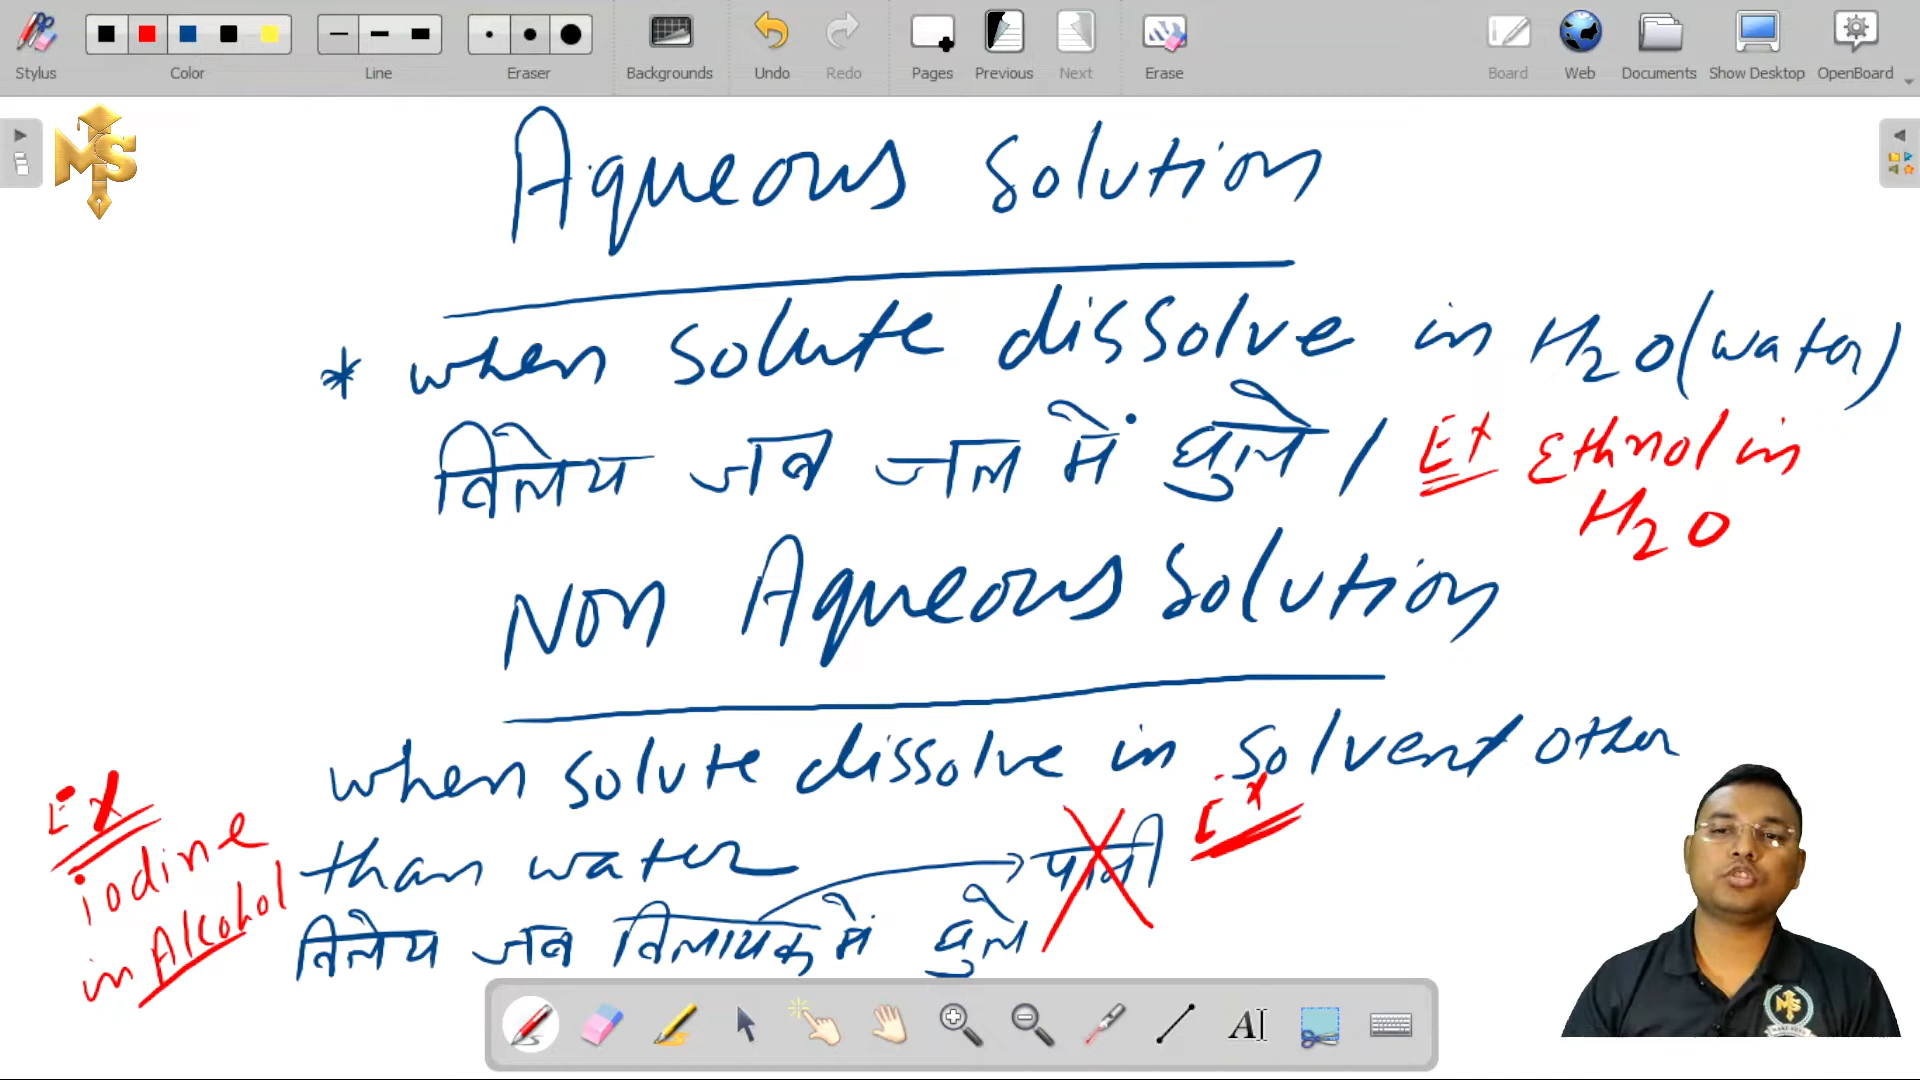 Stylus Color Line Eraser Backgrounds Undo Redo Pages Previous Next Erase Board Web Documents Show Desktop OpenBoard
MS
Aqueous Solution
* when solute dissolve in H2O (water)
विलेय जब जल में घुले / Ex Ethnol in
H2O
Non Aqueous Solution
when solute dissolve in solvent other
than water पानी Ex
विलेय जब विलायक में घुले
Ex
iodine
in Alcohol
MS